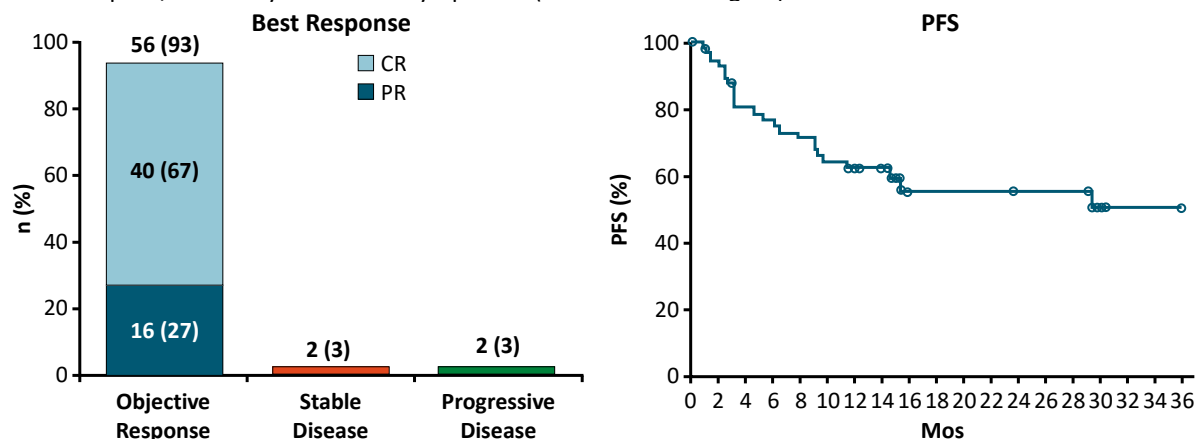 Best Response
100
80
60
40
20
0
n (%)
56 (93)
CR
PR
40 (67)
16 (27)
2 (3)
2 (3)
Objective
Response
Stable
Disease
Progressive
Disease
PFS
100
80
60
40
20
0
PFS (%)
0 2 4 6 8 10 12 14 16 18 20 22 24 26 28 30 32 34 36
Mos